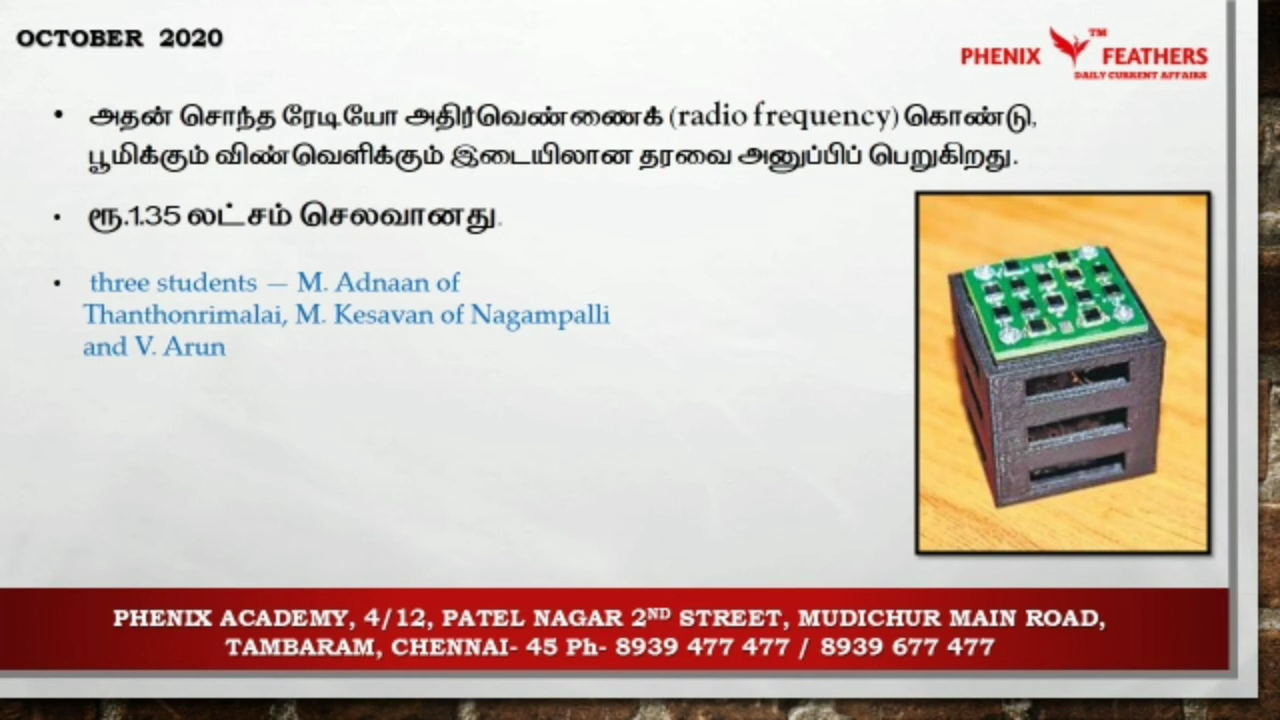 OCTOBER 2020
PHENIX FEATHERS TM
DAILY CURRENT AFFAIRS
• அதன் சொந்த ரேடியோ அதிர்வெண்ணைக் (radio frequency) கொண்டு,
பூமிக்கும் விண்வெளிக்கும் இடையிலான தரவை அனுப்பிப் பெறுகிறது.
• ரூ.1.35 லட்சம் செலவானது.
• three students — M. Adnaan of
Thanthonrimalai, M. Kesavan of Nagampalli
and V. Arun
PHENIX ACADEMY, 4/12, PATEL NAGAR 2ND STREET, MUDICHUR MAIN ROAD,
TAMBARAM, CHENNAI- 45 Ph- 8939 477 477 / 8939 677 477